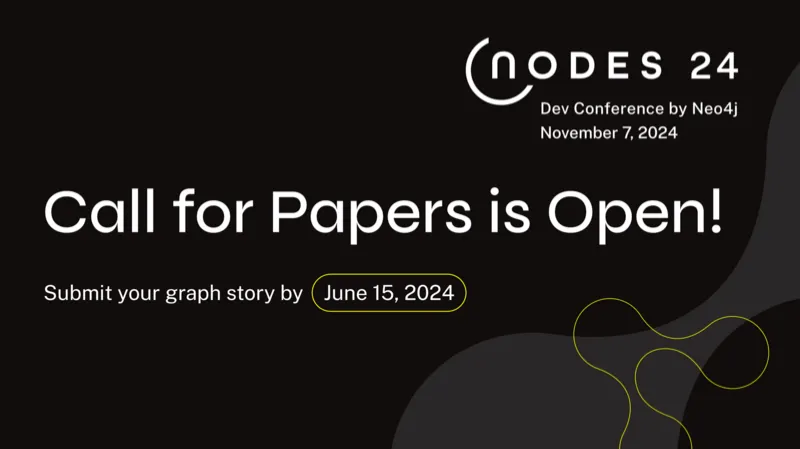 NODES 24
Dev Conference by Neo4j
November 7, 2024
Call for Papers is Open!
Submit your graph story by June 15, 2024